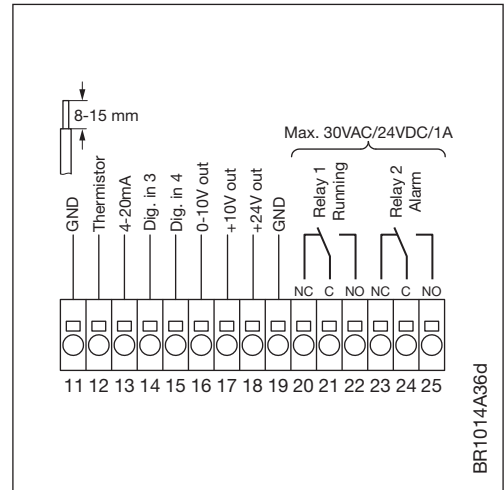 8-15 mm
Max. 30VAC/24VDC/1A
GND
Thermistor
4-20mA
Dig. in 3
Dig. in 4
0-10V out
+10V out
+24V out
GND
Relay 1
Running
Relay 2
Alarm
NC C NO NC C NO
11 12 13 14 15 16 17 18 19 20 21 22 23 24 25
BR1014A36d